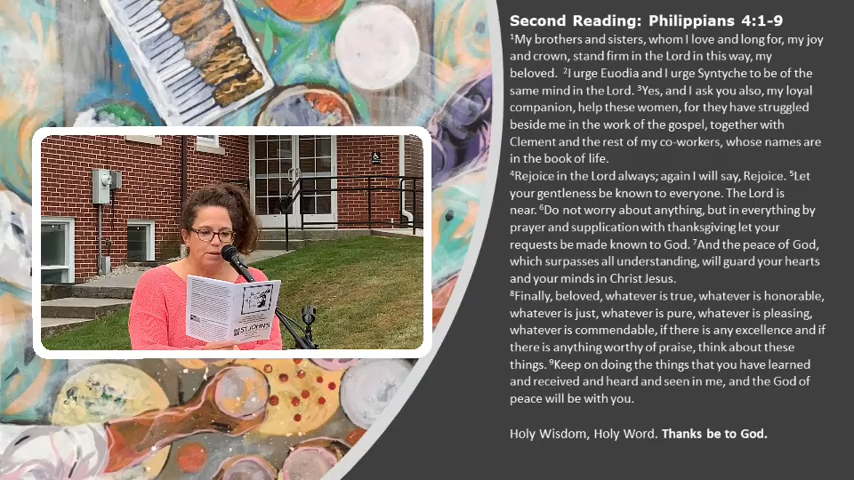 Second Reading: Philippians 4:1-9
¹My brothers and sisters, whom I love and long for, my joy
and crown, stand firm in the Lord in this way, my
beloved. ²I urge Euodia and I urge Syntyche to be of the
same mind in the Lord. ³Yes, and I ask you also, my loyal
companion, help these women, for they have struggled
beside me in the work of the gospel, together with
Clement and the rest of my co-workers, whose names are
in the book of life.
⁴Rejoice in the Lord always; again I will say, Rejoice. ⁵Let
your gentleness be known to everyone. The Lord is
near. ⁶Do not worry about anything, but in everything by
prayer and supplication with thanksgiving let your
requests be made known to God. ⁷And the peace of God,
which surpasses all understanding, will guard your hearts
and your minds in Christ Jesus.
⁸Finally, beloved, whatever is true, whatever is honorable,
whatever is just, whatever is pure, whatever is pleasing,
whatever is commendable, if there is any excellence and if
there is anything worthy of praise, think about these
things. ⁹Keep on doing the things that you have learned
and received and heard and seen in me, and the God of
peace will be with you.
Holy Wisdom, Holy Word. Thanks be to God.
ST JOHN'S